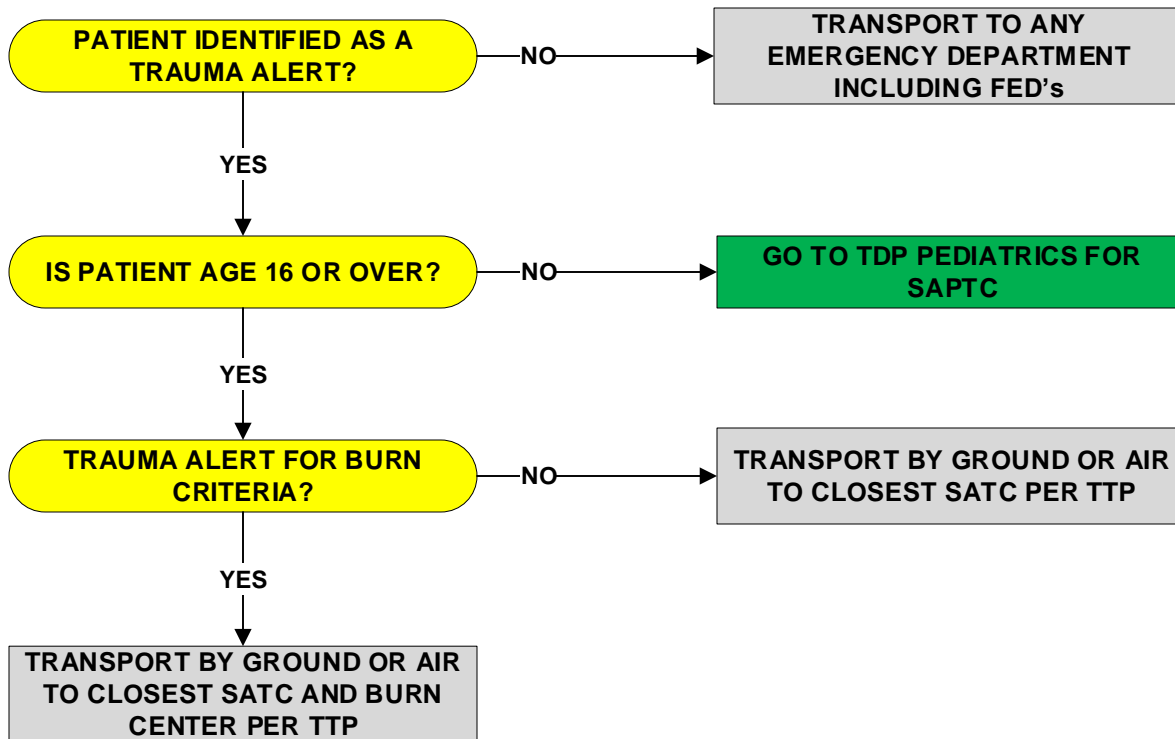 PATIENT IDENTIFIED AS A
TRAUMA ALERT?
NO
TRANSPORT TO ANY
EMERGENCY DEPARTMENT
INCLUDING FED's
YES
IS PATIENT AGE 16 OR OVER?
NO
GO TO TDP PEDIATRICS FOR
SAPTC
YES
TRAUMA ALERT FOR BURN
CRITERIA?
NO
TRANSPORT BY GROUND OR AIR
TO CLOSEST SATC PER TTP
YES
TRANSPORT BY GROUND OR AIR
TO CLOSEST SATC AND BURN
CENTER PER TTP